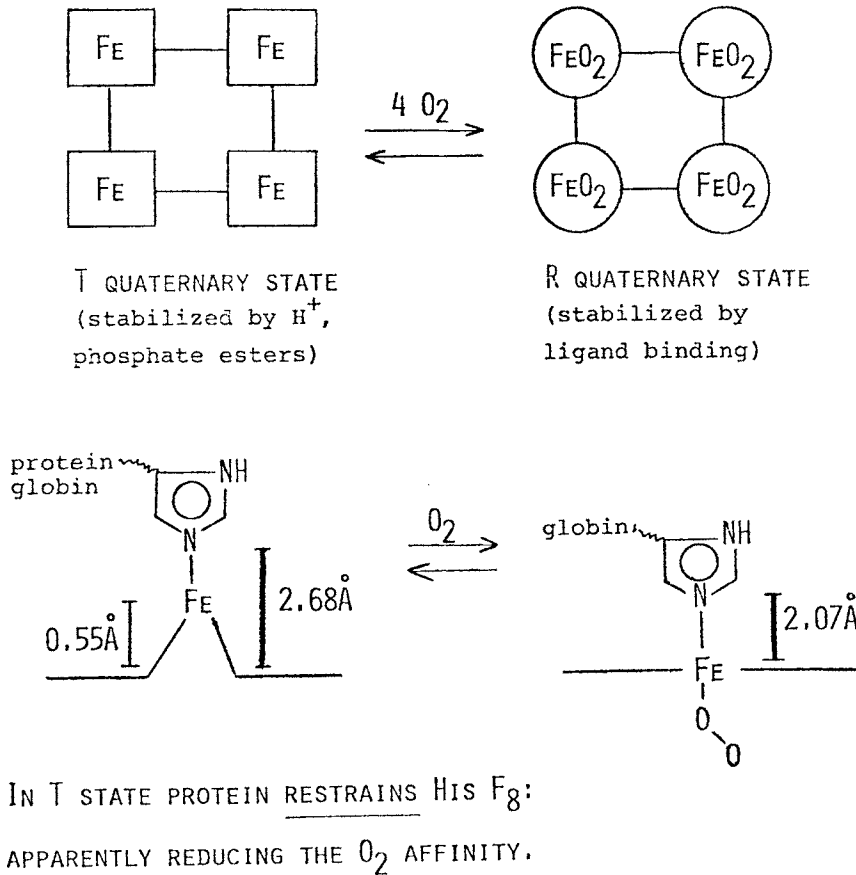 FE FE
FE FE
4 O₂
FEO₂ FEO₂
FEO₂ FEO₂
T QUATERNARY STATE
(stabilized by H⁺,
phosphate esters)
R QUATERNARY STATE
(stabilized by
ligand binding)
protein
globin
NH
N
FE
0.55Å
2.68Å
O₂
globin
NH
N
2.07Å
FE
O
O
IN T STATE PROTEIN RESTRAINS HIS F₈:
APPARENTLY REDUCING THE O₂ AFFINITY.